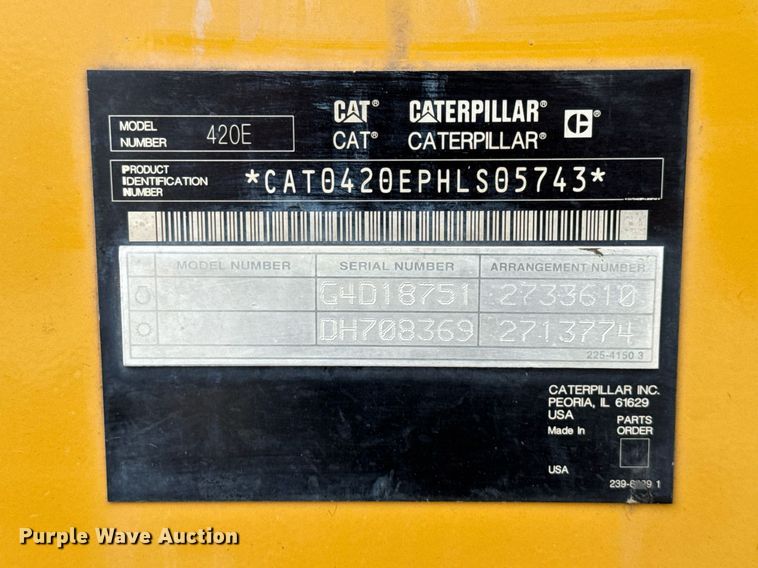 CAT® CATERPILLAR®
MODEL NUMBER 420E
CAT® CATERPILLAR®
PRODUCT IDENTIFICATION NUMBER *CAT0420EPHLS05743*
MODEL NUMBER SERIAL NUMBER ARRANGEMENT NUMBER
G4D18751 2733610
DH708369 2713774
225-4150 3
CATERPILLAR INC.
PEORIA, IL 61629
USA PARTS
Made In ORDER
USA
Purple Wave Auction